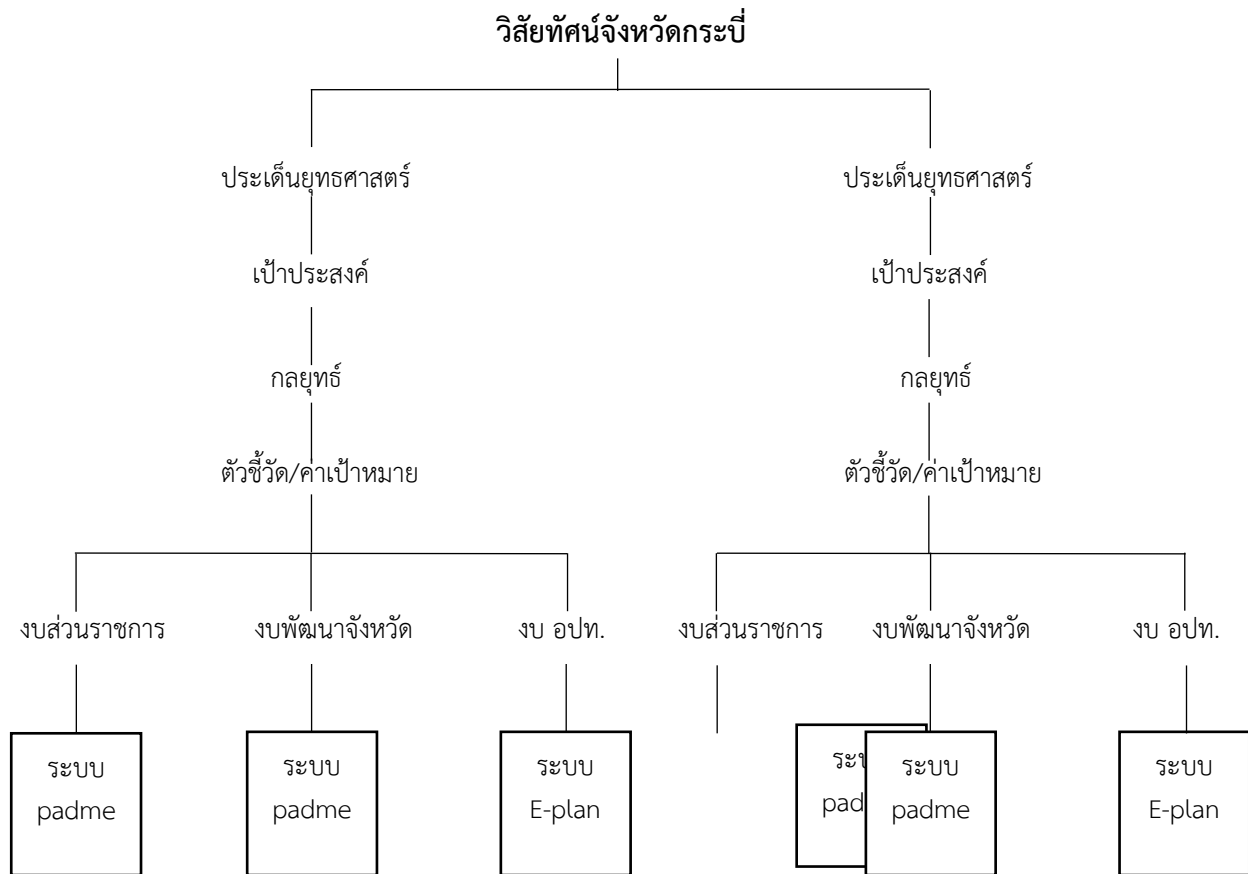 วิสัยทัศน์จังหวัดกระบี่
ประเด็นยุทธศาสตร์ ประเด็นยุทธศาสตร์
เป้าประสงค์ เป้าประสงค์
กลยุทธ์ กลยุทธ์
ตัวชี้วัด/ค่าเป้าหมาย ตัวชี้วัด/ค่าเป้าหมาย
งบส่วนราชการ งบพัฒนาจังหวัด งบ อปท. งบส่วนราชการ งบพัฒนาจังหวัด งบ อปท.
ระบบ ระบบ ระบบ ระบบ ระบบ
padme padme E-plan padme E-plan